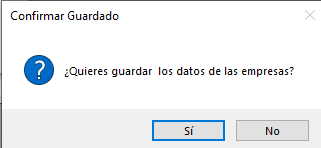 Confirmar Guardado
¿Quieres guardar  los datos de las empresas?
Sí
No